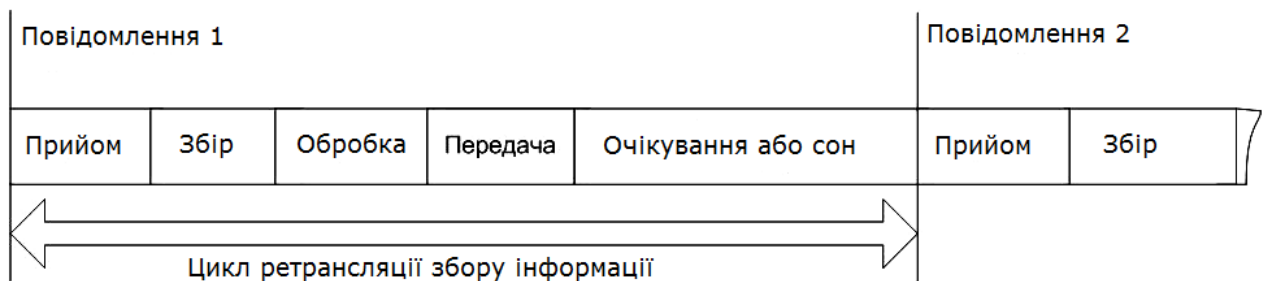 Повідомлення 1
Повідомлення 2
Прийом
Збір
Обробка
Передача
Очікування або сон
Прийом
Збір
Цикл ретрансляції збору інформації